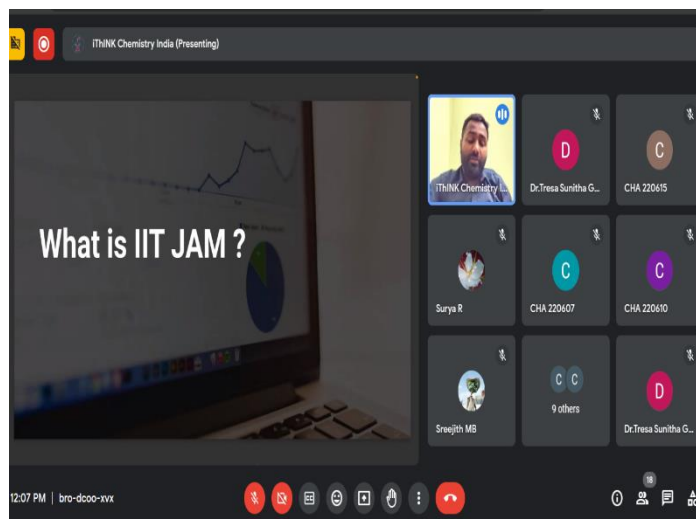 iThINK Chemistry India (Presenting)
What is IIT JAM ?
iThINK Chemistry I...
Dr.Tresa Sunitha G...
CHA 220615
Surya R
CHA 220607
CHA 220610
Sreejith MB
9 others
Dr.Tresa Sunitha G...
D
C
C
C
C C
D
18
12:07 PM | bro-dcoo-xvx